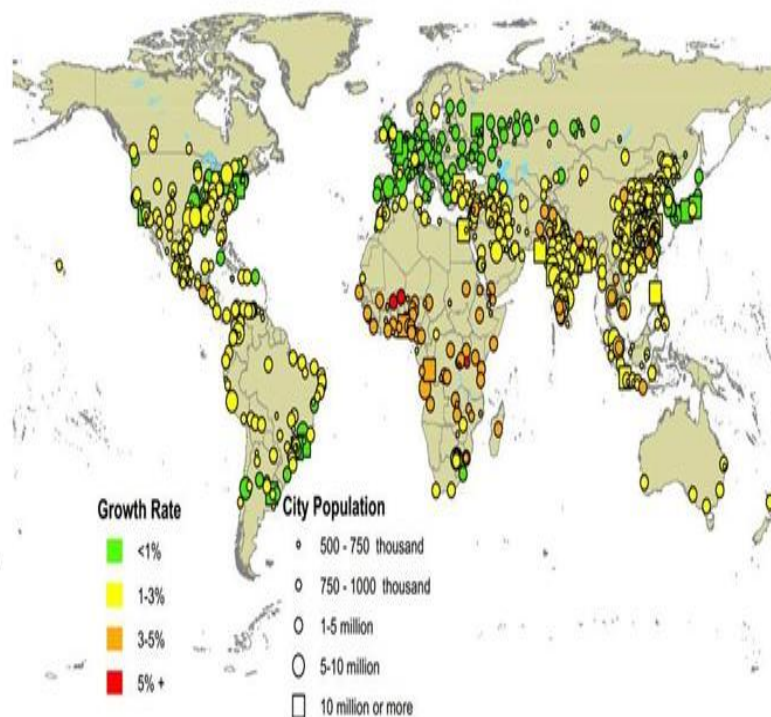 Growth Rate
<1%
1-3%
3-5%
5% +
City Population
500 - 750 thousand
750 - 1000 thousand
1-5 million
5-10 million
10 million or more